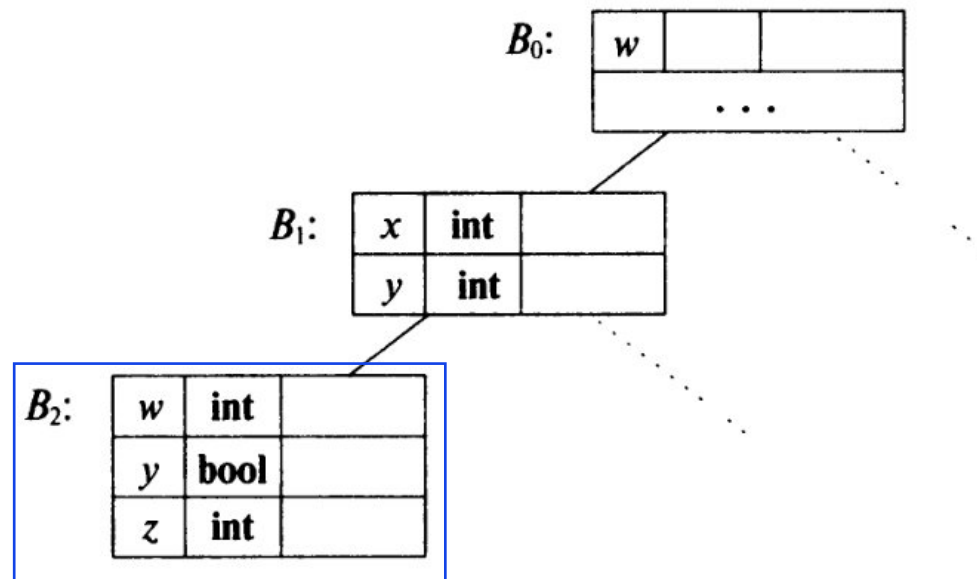 B₀: w
...
B₁: x int
y int
B₂: w int
y bool
z int